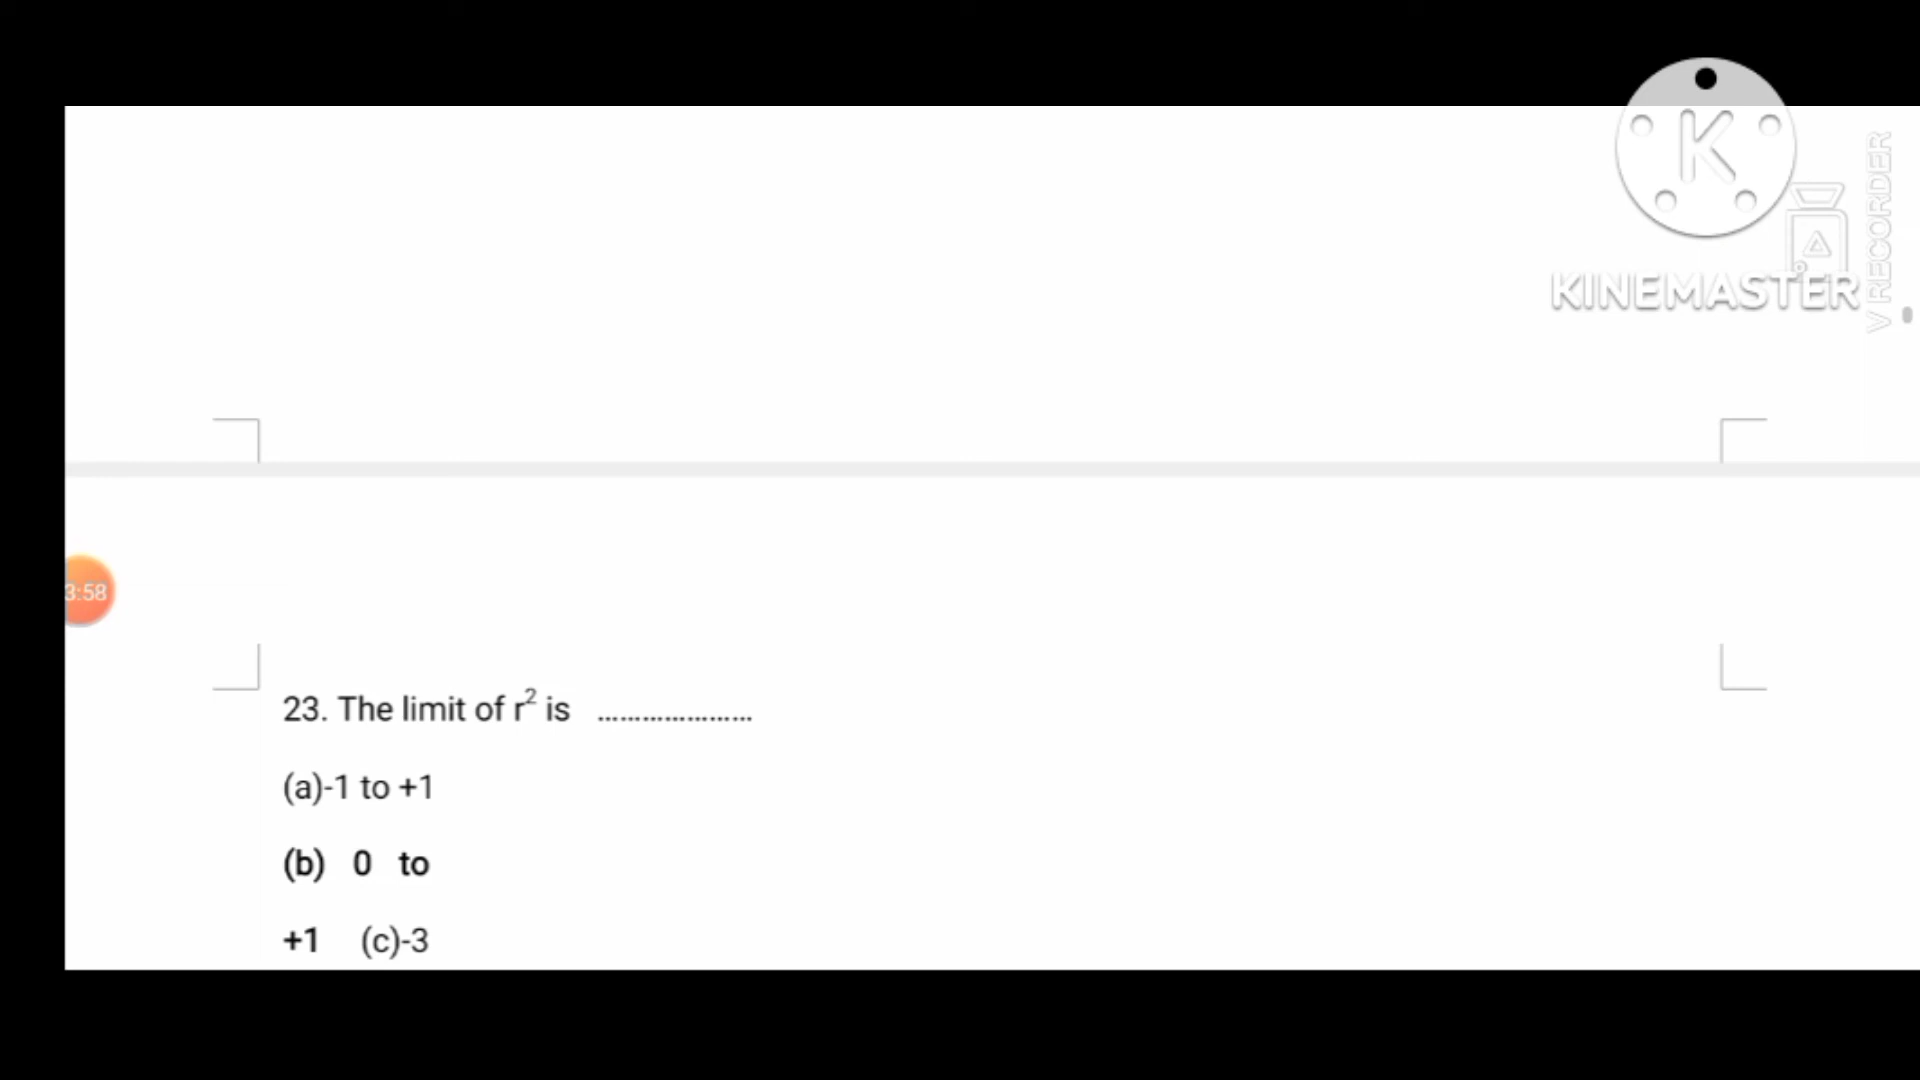 K
KINEMASTER
V RECORDER
3:58
23. The limit of r² is ...................
(a)-1 to +1
(b) 0 to
+1 (c)-3